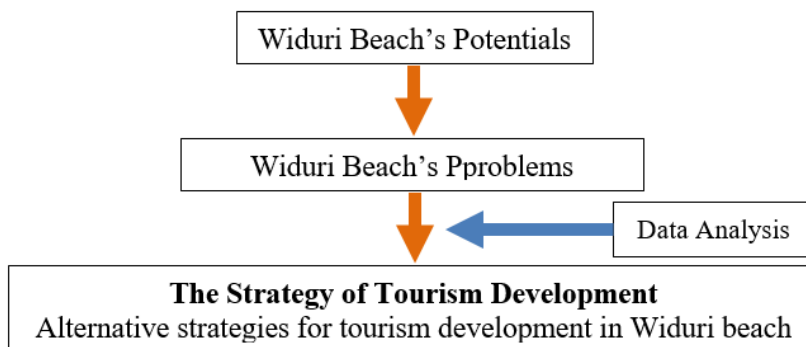 Widuri Beach’s Potentials
Widuri Beach’s Pproblems
Data Analysis
The Strategy of Tourism Development
Alternative strategies for tourism development in Widuri beach